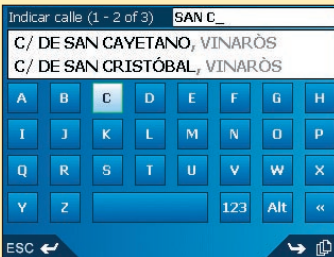 Indicar calle (1 - 2 of 3) SAN C_
C/ DE SAN CAYETANO, VINARÒS
C/ DE SAN CRISTÓBAL, VINARÒS
A B C D E F G H
I J K L M N O P
Q R S T U V W X
Y Z 123 Alt «
ESC